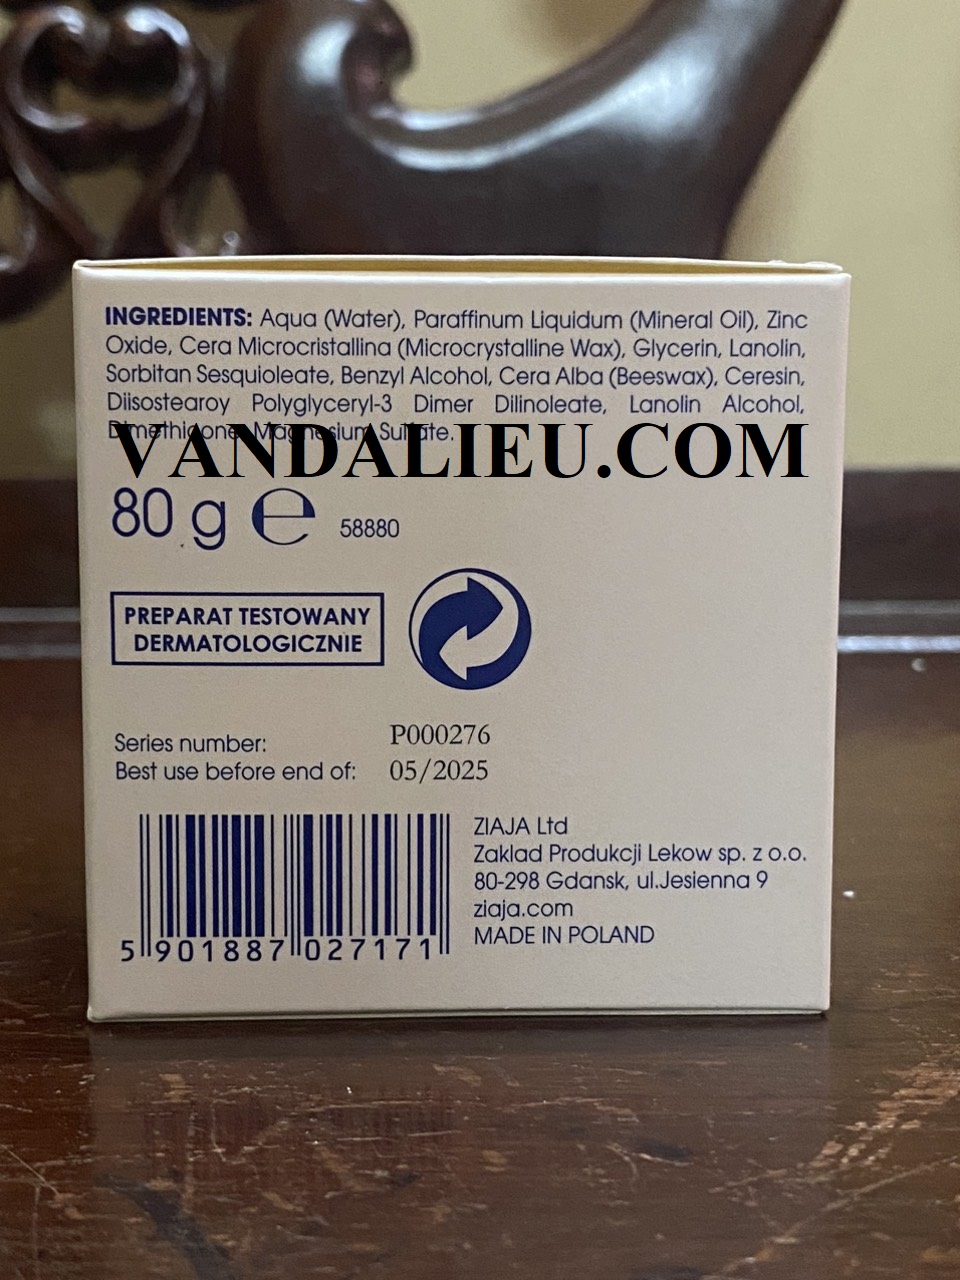 INGREDIENTS: Aqua (Water), Paraffinum Liquidum (Mineral Oil), Zinc
Oxide, Cera Microcristallina (Microcrystalline Wax), Glycerin, Lanolin,
Sorbitan Sesquioleate, Benzyl Alcohol, Cera Alba (Beeswax), Ceresin,
Diisostearoy Polyglyceryl-3 Dimer Dilinoleate, Lanolin Alcohol,
Dimethicone, Magnesium Sulfate.
VANDALIEU.COM
80 g e 58880
PREPARAT TESTOWANY
DERMATOLOGICZNIE
Series number: P000276
Best use before end of: 05/2025
ZIAJA Ltd
Zaklad Produkcji Lekow sp. z o.o.
80-298 Gdansk, ul.Jesienna 9
ziaja.com
MADE IN POLAND
5 901887 027171